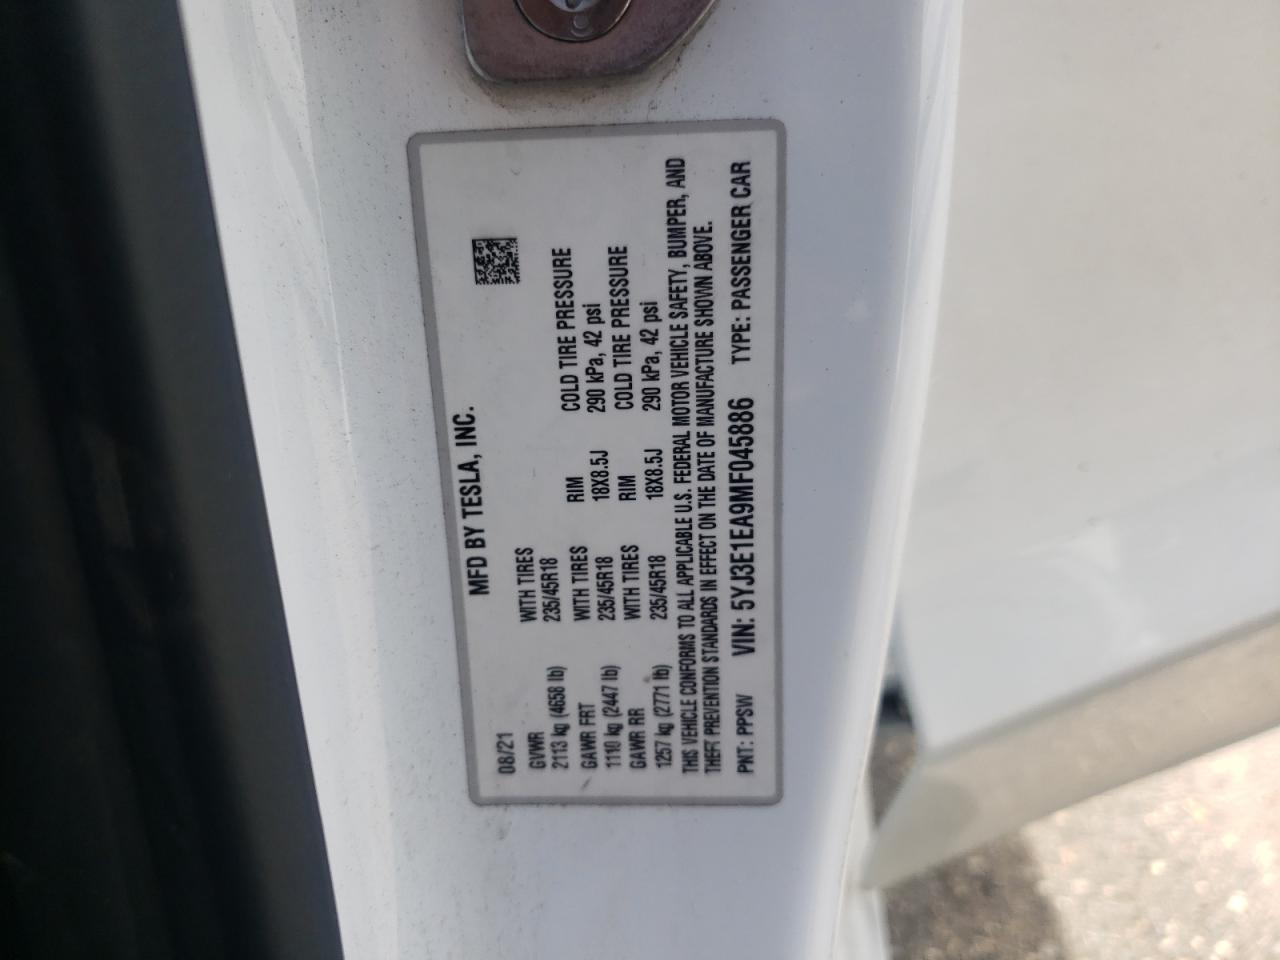 MFD BY TESLA, INC.
08/21
GVWR WITH TIRES
2113 kg (4658 lb) 235/45R18 RIM COLD TIRE PRESSURE
GAWR FRT WITH TIRES 18X8.5J 290 kPa, 42 psi
1110 kg (2447 lb) 235/45R18 RIM COLD TIRE PRESSURE
GAWR RR WITH TIRES 18X8.5J 290 kPa, 42 psi
1257 kg (2771 lb) 235/45R18
THIS VEHICLE CONFORMS TO ALL APPLICABLE U.S. FEDERAL MOTOR VEHICLE SAFETY, BUMPER, AND
THEFT PREVENTION STANDARDS IN EFFECT ON THE DATE OF MANUFACTURE SHOWN ABOVE.
PNT: PPSW VIN: 5YJ3E1EA9MF045886 TYPE: PASSENGER CAR